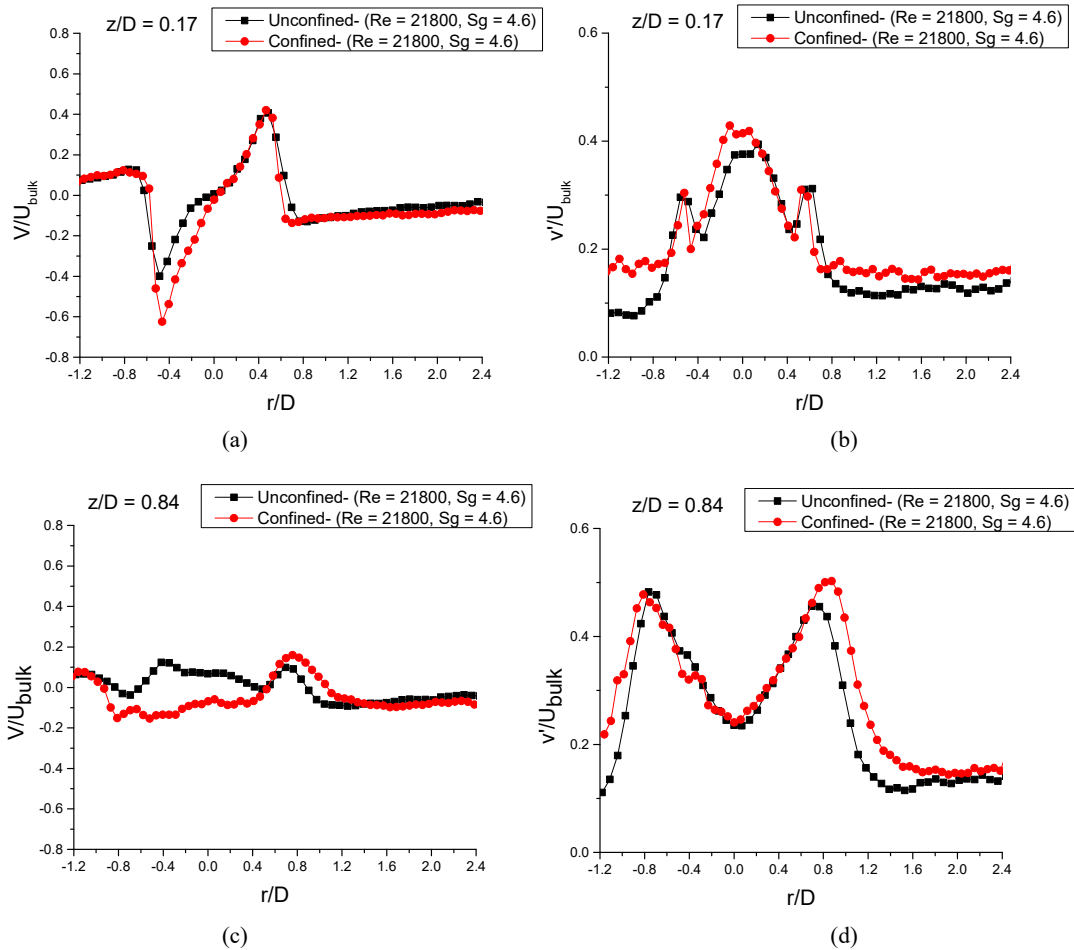 z/D = 0.17
Unconfined- (Re = 21800, Sg = 4.6)
Confined- (Re = 21800, Sg = 4.6)
V/U_bulk
0.8
0.6
0.4
0.2
0.0
-0.2
-0.4
-0.6
-0.8
-1.2 -0.8 -0.4 0.0 0.4 0.8 1.2 1.6 2.0 2.4
r/D
(a)
z/D = 0.17
Unconfined- (Re = 21800, Sg = 4.6)
Confined- (Re = 21800, Sg = 4.6)
v'/U_bulk
0.6
0.4
0.2
0.0
-1.2 -0.8 -0.4 0.0 0.4 0.8 1.2 1.6 2.0 2.4
r/D
(b)
z/D = 0.84
Unconfined- (Re = 21800, Sg = 4.6)
Confined- (Re = 21800, Sg = 4.6)
V/U_bulk
0.8
0.6
0.4
0.2
0.0
-0.2
-0.4
-0.6
-0.8
-1.2 -0.8 -0.4 0.0 0.4 0.8 1.2 1.6 2.0 2.4
r/D
(c)
z/D = 0.84
Unconfined- (Re = 21800, Sg = 4.6)
Confined- (Re = 21800, Sg = 4.6)
v'/U_bulk
0.6
0.4
0.2
0.0
-1.2 -0.8 -0.4 0.0 0.4 0.8 1.2 1.6 2.0 2.4
r/D
(d)